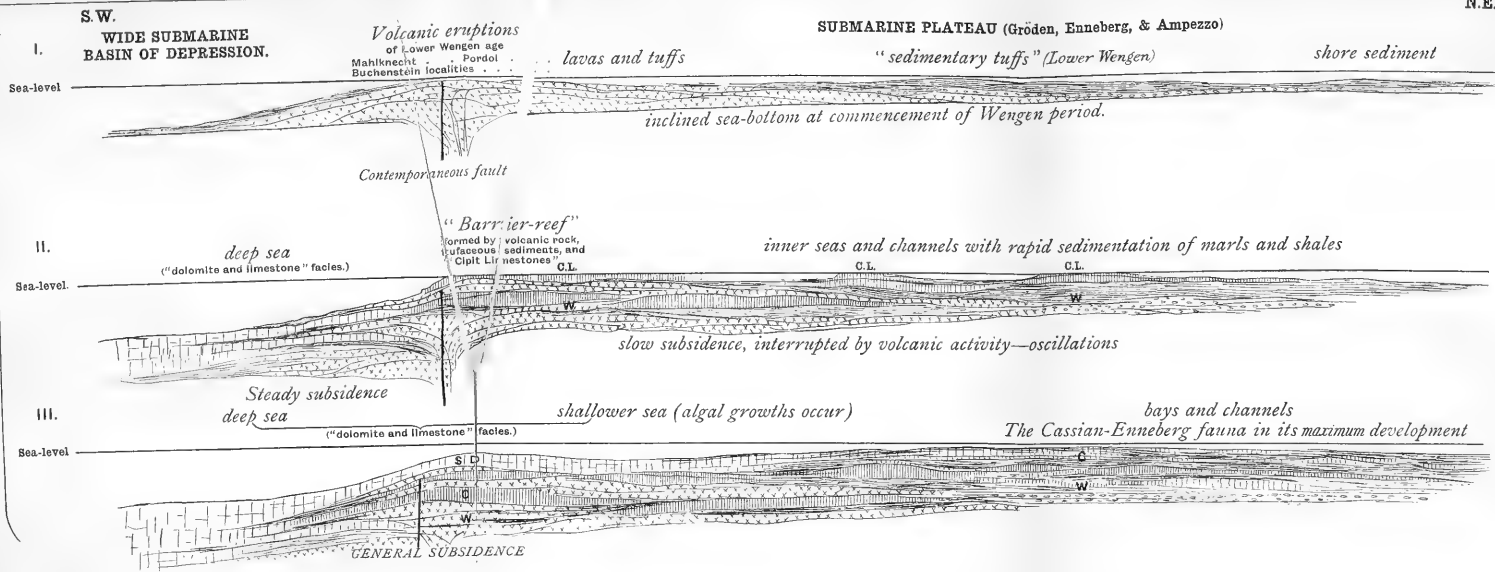 S.W.
N.E.
WIDE SUBMARINE
BASIN OF DEPRESSION.
Volcanic eruptions
of Lower Wengen age
Mahlknecht . . Pordoi .
Buchenstein localities . . . .
. . lavas and tuffs
SUBMARINE PLATEAU (Gröden, Enneberg, & Ampezzo)
"sedimentary tuffs" (Lower Wengen)
shore sediment
I.
Sea-level
inclined sea-bottom at commencement of Wengen period.
Contemporaneous fault
II.
deep sea
("dolomite and limestone" facies.)
"Barrier-reef"
formed by volcanic rock,
tufaceous sediments, and
"Cipit Limestones"
inner seas and channels with rapid sedimentation of marls and shales
C.L.
C.L.
C.L.
Sea-level.
W
W
slow subsidence, interrupted by volcanic activity—oscillations
Steady subsidence
III.
deep sea
shallower sea (algal growths occur)
("dolomite and limestone" facies.)
bays and channels
The Cassian-Enneberg fauna in its maximum development
Sea-level
S D
C
C
W
W
GENERAL SUBSIDENCE